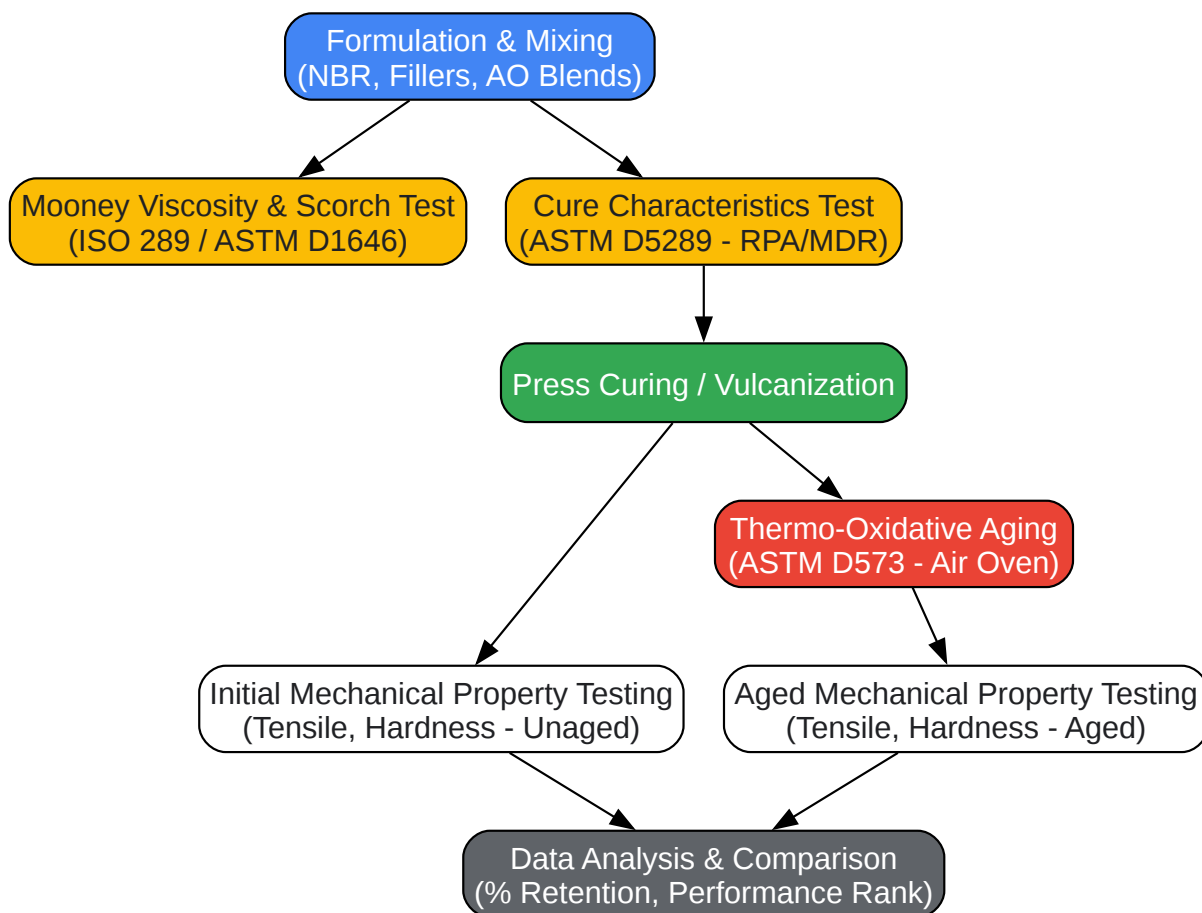 Formulation & Mixing
(NBR, Fillers, AO Blends)
Mooney Viscosity & Scorch Test
(ISO 289 / ASTM D1646)
Cure Characteristics Test
(ASTM D5289 - RPA/MDR)
Press Curing / Vulcanization
Thermo-Oxidative Aging
(ASTM D573 - Air Oven)
Initial Mechanical Property Testing
(Tensile, Hardness - Unaged)
Aged Mechanical Property Testing
(Tensile, Hardness - Aged)
Data Analysis & Comparison
(% Retention, Performance Rank)